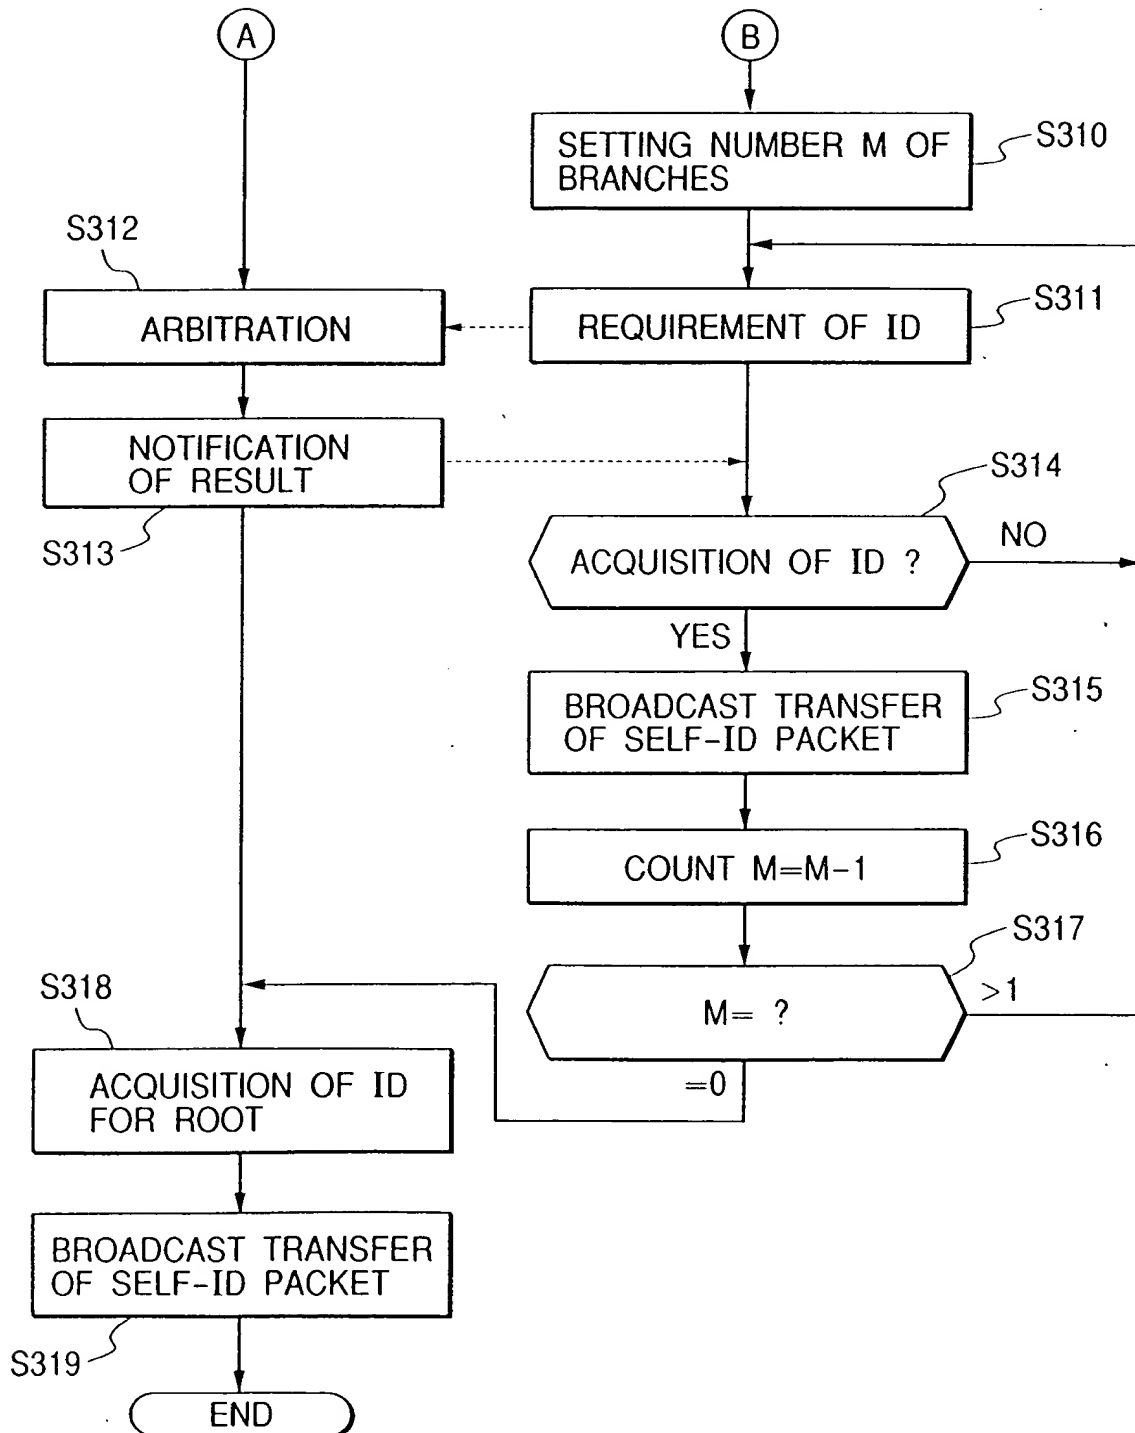 A
B
SETTING NUMBER M OF
BRANCHES
S310
S312
ARBITRATION
REQUIREMENT OF ID
S311
NOTIFICATION
OF RESULT
S313
S314
ACQUISITION OF ID ?
NO
YES
BROADCAST TRANSFER
OF SELF-ID PACKET
S315
COUNT M=M-1
S316
S317
M= ?
>1
=0
S318
ACQUISITION OF ID
FOR ROOT
BROADCAST TRANSFER
OF SELF-ID PACKET
S319
END